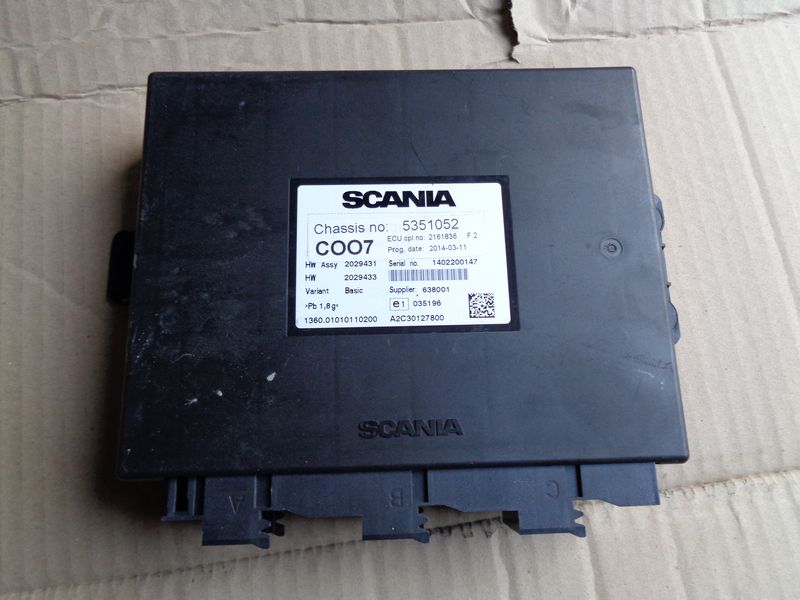 SCANIA
Chassis no: 5351052
COO7 ECU cpl no: 2161836 F 2
Prog. date: 2014-03-11
HW Assy 2029431 Serial no. 1402200147
HW 2029433
Variant Basic Supplier: 638001
>Pb 1,8g< e1 035196
1360.01010110200 A2C30127800
SCANIA
A B C